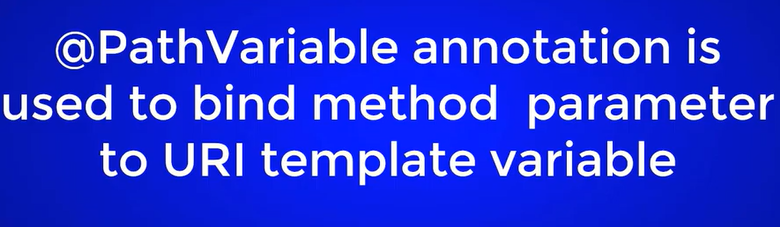 @PathVariable annotation is
used to bind method parameter
to URI template variable